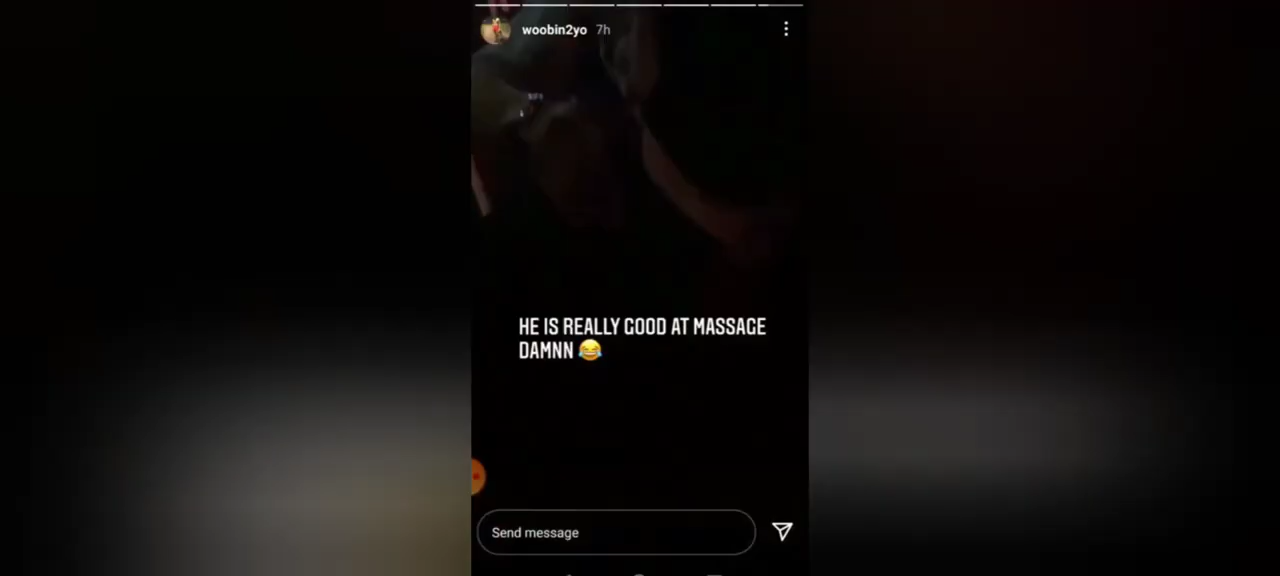 woobin2yo 7h
HE IS REALLY GOOD AT MASSAGE
DAMNN 😂
Send message